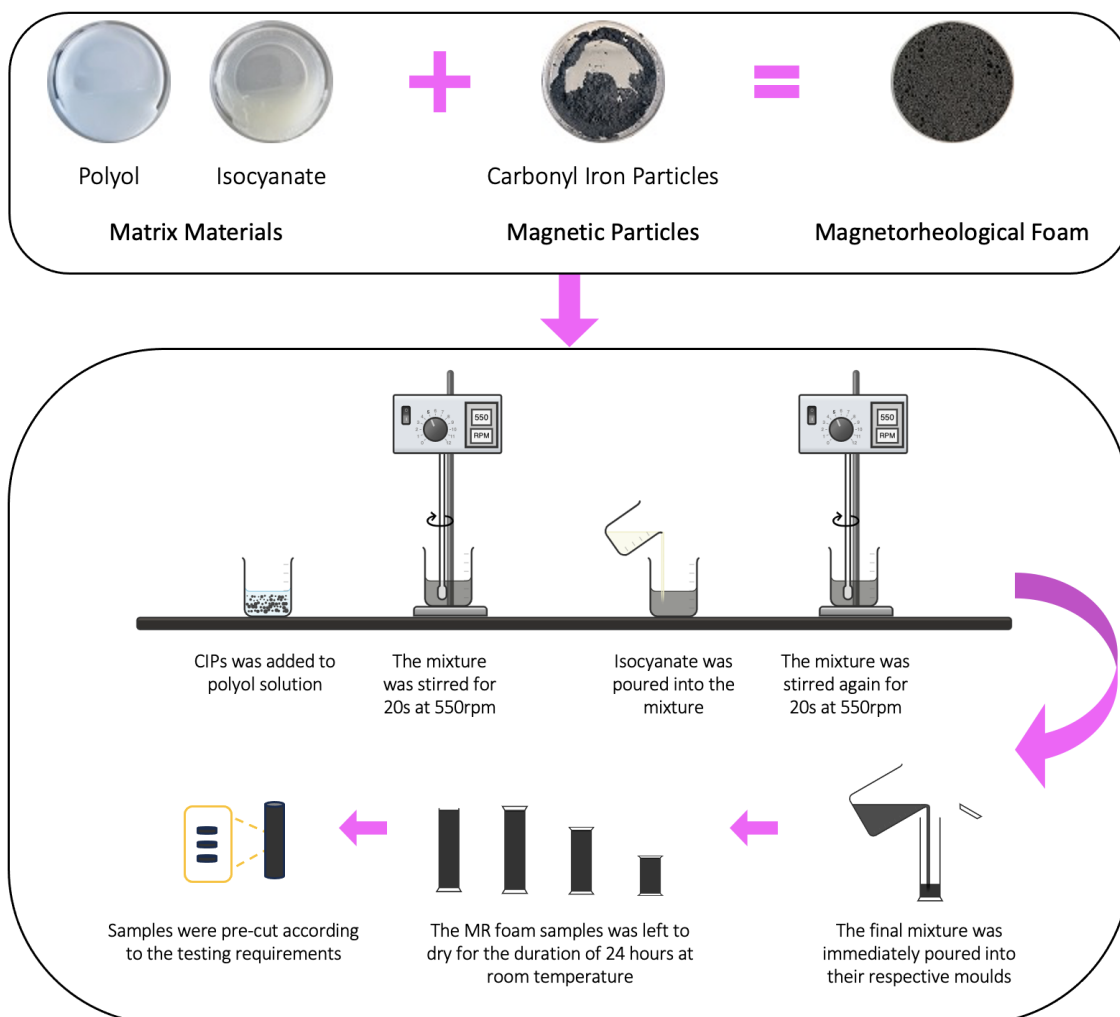 Polyol
Isocyanate
Carbonyl Iron Particles
Matrix Materials
Magnetic Particles
Magnetorheological Foam
550
RPM
550
RPM
CIPs was added to
polyol solution
The mixture
was stirred for
20s at 550rpm
Isocyanate was
poured into the
mixture
The mixture was
stirred again for
20s at 550rpm
The final mixture was
immediately poured into
their respective moulds
The MR foam samples was left to
dry for the duration of 24 hours at
room temperature
Samples were pre-cut according
to the testing requirements